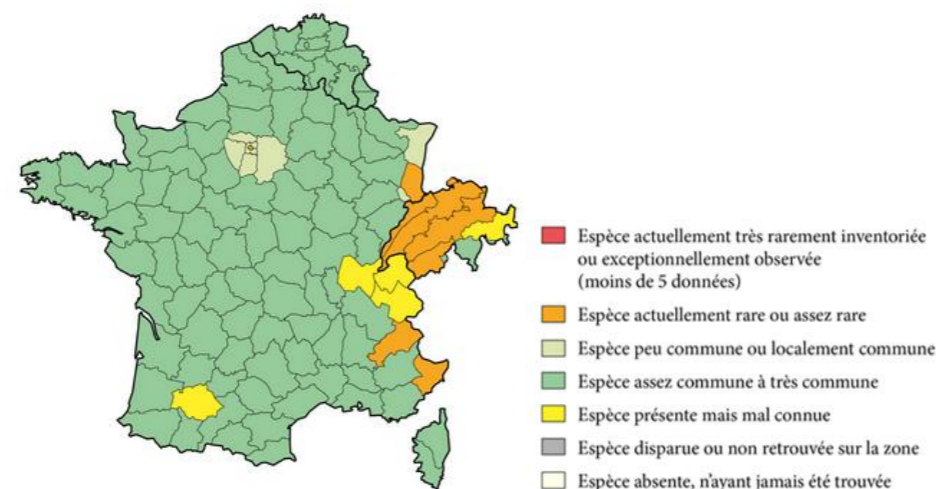 Espèce actuellement très rarement inventoriée
ou exceptionnellement observée
(moins de 5 données)
Espèce actuellement rare ou assez rare
Espèce peu commune ou localement commune
Espèce assez commune à très commune
Espèce présente mais mal connue
Espèce disparue ou non retrouvée sur la zone
Espèce absente, n'ayant jamais été trouvée